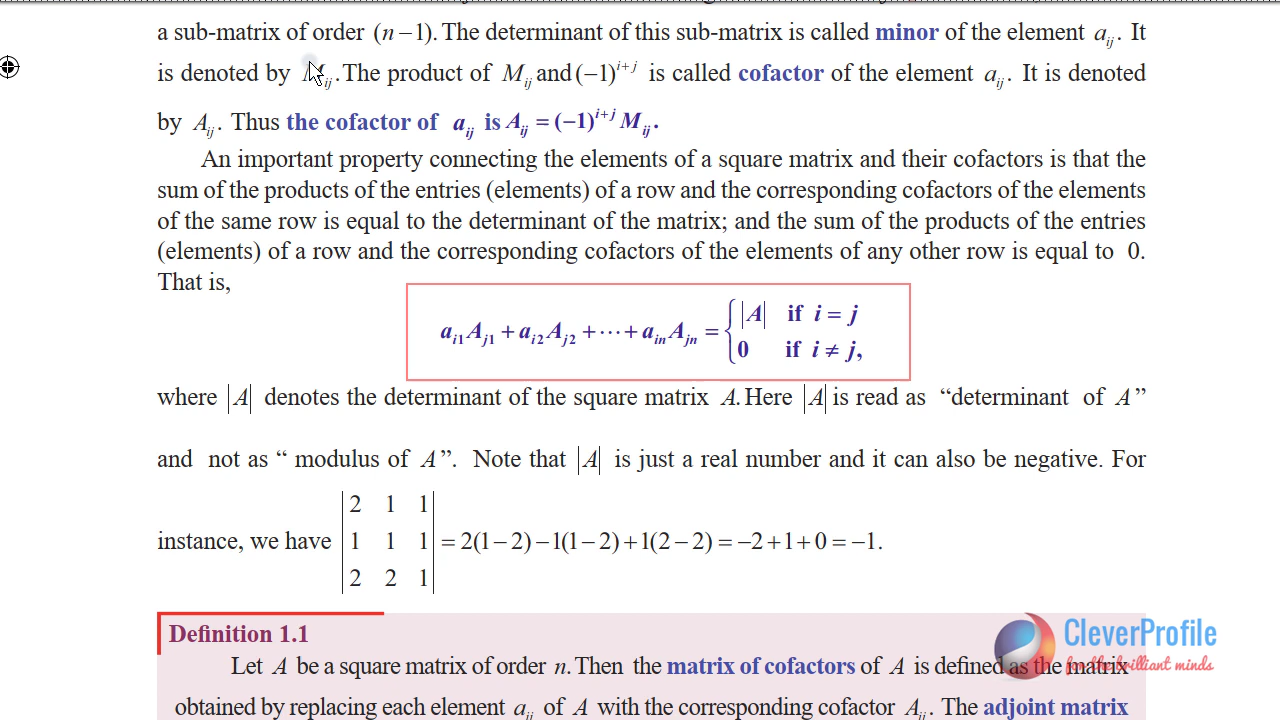 a sub-matrix of order (n−1). The determinant of this sub-matrix is called minor of the element aᵢⱼ. It
is denoted by Mᵢⱼ. The product of Mᵢⱼ and (−1)ⁱ⁺ʲ is called cofactor of the element aᵢⱼ. It is denoted
by Aᵢⱼ. Thus the cofactor of aᵢⱼ is Aᵢⱼ = (−1)ⁱ⁺ʲ Mᵢⱼ.
An important property connecting the elements of a square matrix and their cofactors is that the
sum of the products of the entries (elements) of a row and the corresponding cofactors of the elements
of the same row is equal to the determinant of the matrix; and the sum of the products of the entries
(elements) of a row and the corresponding cofactors of the elements of any other row is equal to 0.
That is,
|A| if i = j
aᵢ₁Aⱼ₁ + aᵢ₂Aⱼ₂ + ⋯ + aᵢₙAⱼₙ =
0 if i ≠ j,
where |A| denotes the determinant of the square matrix A. Here |A| is read as “determinant of A”
and not as “ modulus of A”. Note that |A| is just a real number and it can also be negative. For
2 1 1
instance, we have |1 1 1| = 2(1−2)−1(1−2)+1(2−2) = −2+1+0 = −1.
2 2 1
Definition 1.1
CleverProfile
for the brilliant minds
Let A be a square matrix of order n. Then the matrix of cofactors of A is defined as the matrix
obtained by replacing each element aᵢⱼ of A with the corresponding cofactor Aᵢⱼ. The adjoint matrix